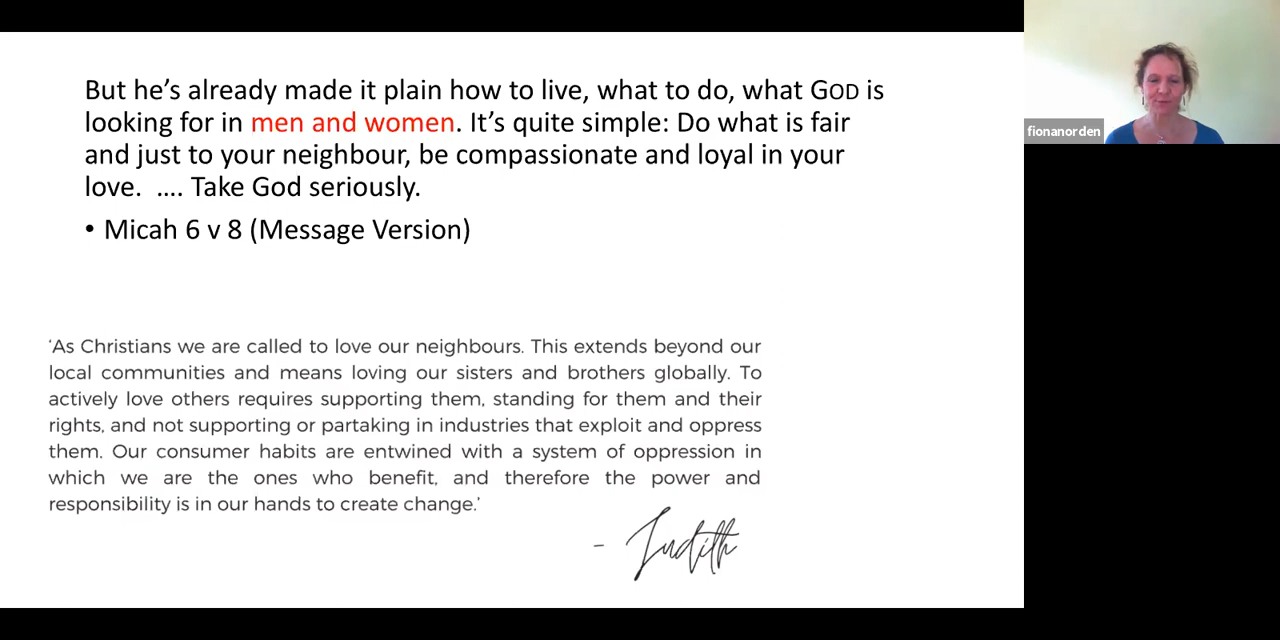 But he's already made it plain how to live, what to do, what GOD is
looking for in men and women. It's quite simple: Do what is fair
and just to your neighbour, be compassionate and loyal in your
love.  …. Take God seriously.
• Micah 6 v 8 (Message Version)
'As Christians we are called to love our neighbours. This extends beyond our
local communities and means loving our sisters and brothers globally. To
actively love others requires supporting them, standing for them and their
rights, and not supporting or partaking in industries that exploit and oppress
them. Our consumer habits are entwined with a system of oppression in
which we are the ones who benefit, and therefore the power and
responsibility is in our hands to create change.'
- Judith
fionanorden